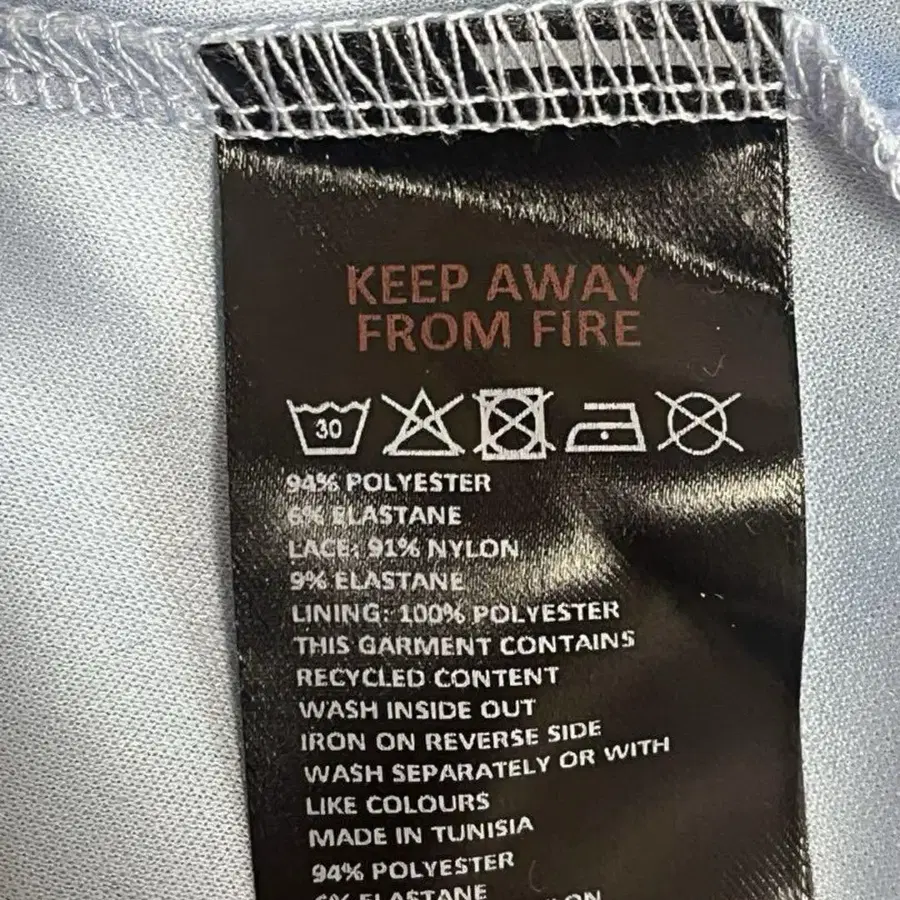 KEEP AWAY
FROM FIRE
30
94% POLYESTER
6% ELASTANE
LACE: 91% NYLON
9% ELASTANE
LINING: 100% POLYESTER
THIS GARMENT CONTAINS
RECYCLED CONTENT
WASH INSIDE OUT
IRON ON REVERSE SIDE
WASH SEPARATELY OR WITH
LIKE COLOURS
MADE IN TUNISIA
94% POLYESTER
6% ELASTANE